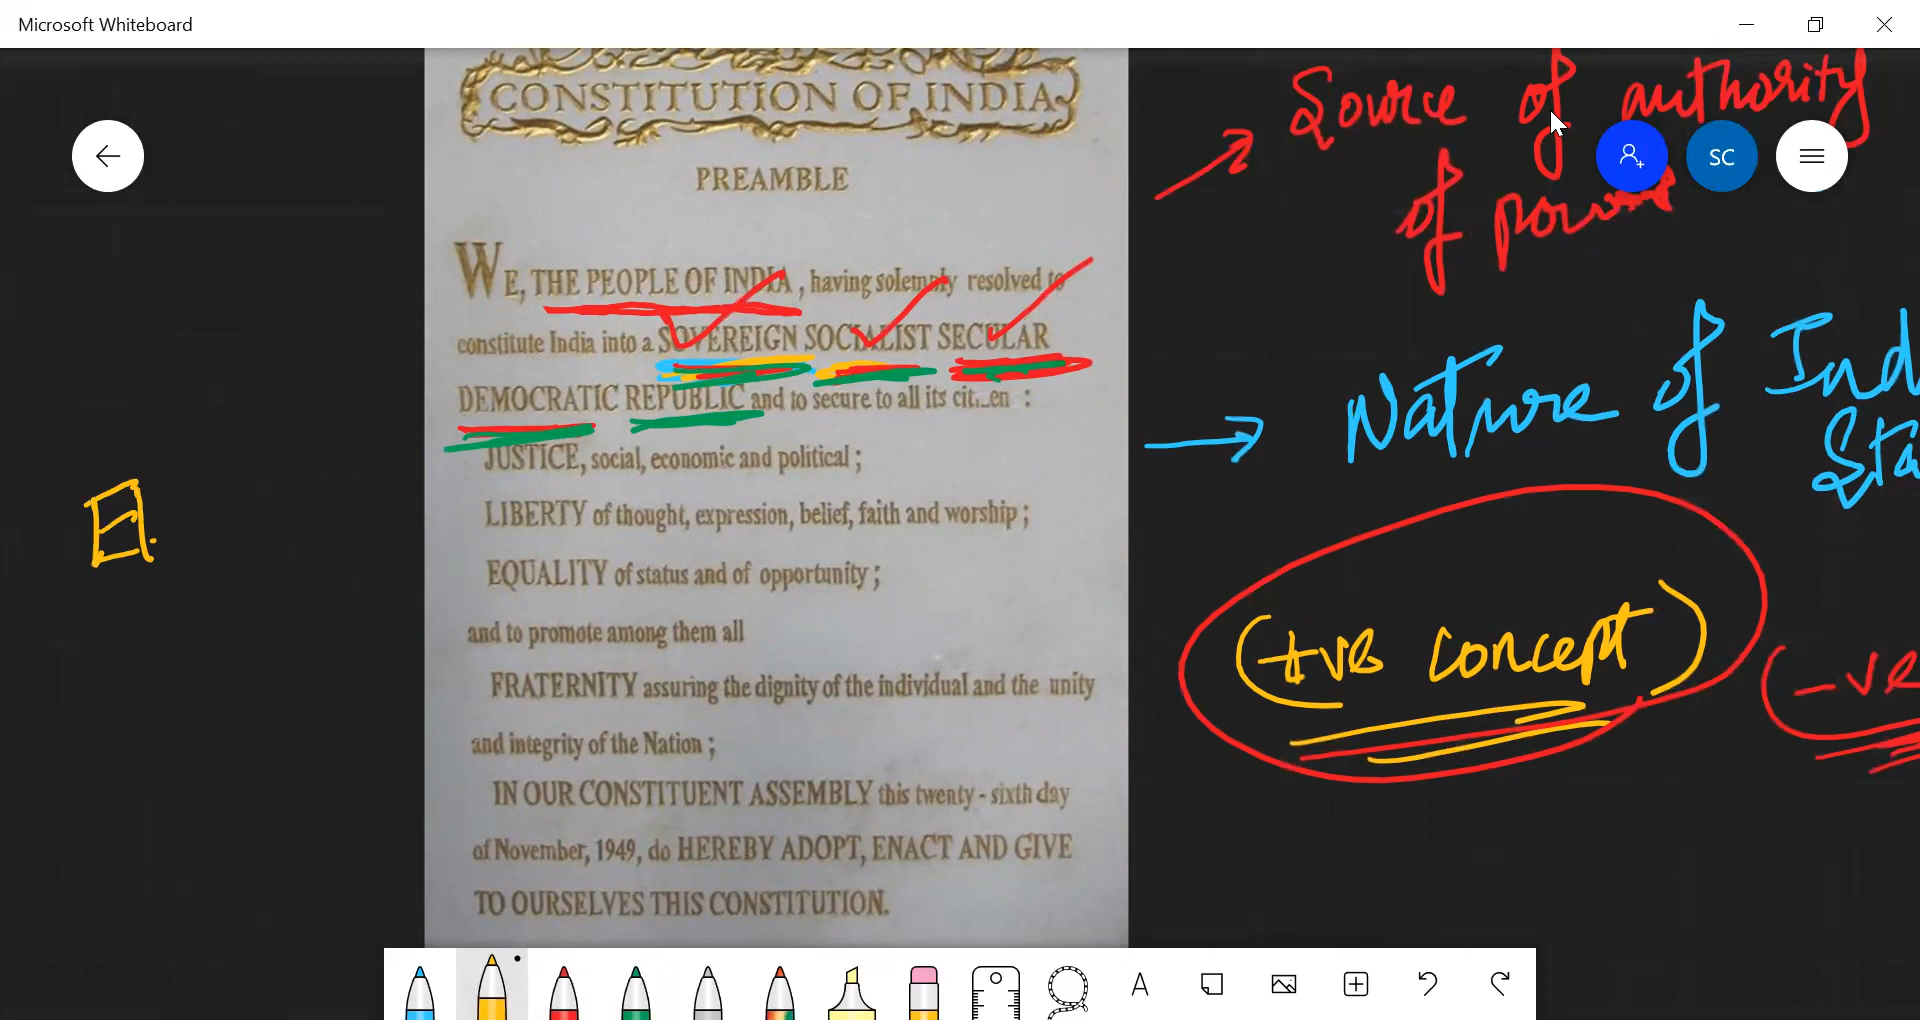 Microsoft Whiteboard
CONSTITUTION OF INDIA
PREAMBLE
WE, THE PEOPLE OF INDIA, having solemnly resolved to
constitute India into a SOVEREIGN SOCIALIST SECULAR
DEMOCRATIC REPUBLIC and to secure to all its citizen :
JUSTICE, social, economic and political ;
LIBERTY of thought, expression, belief, faith and worship ;
EQUALITY of status and of opportunity ;
and to promote among them all
FRATERNITY assuring the dignity of the individual and the unity
and integrity of the Nation ;
IN OUR CONSTITUENT ASSEMBLY this twenty - sixth day
of November, 1949, do HEREBY ADOPT, ENACT AND GIVE
TO OURSELVES THIS CONSTITUTION.
Source of authority
of power
SC
Nature of Ind
Sta
(+ve concept)
(-ve